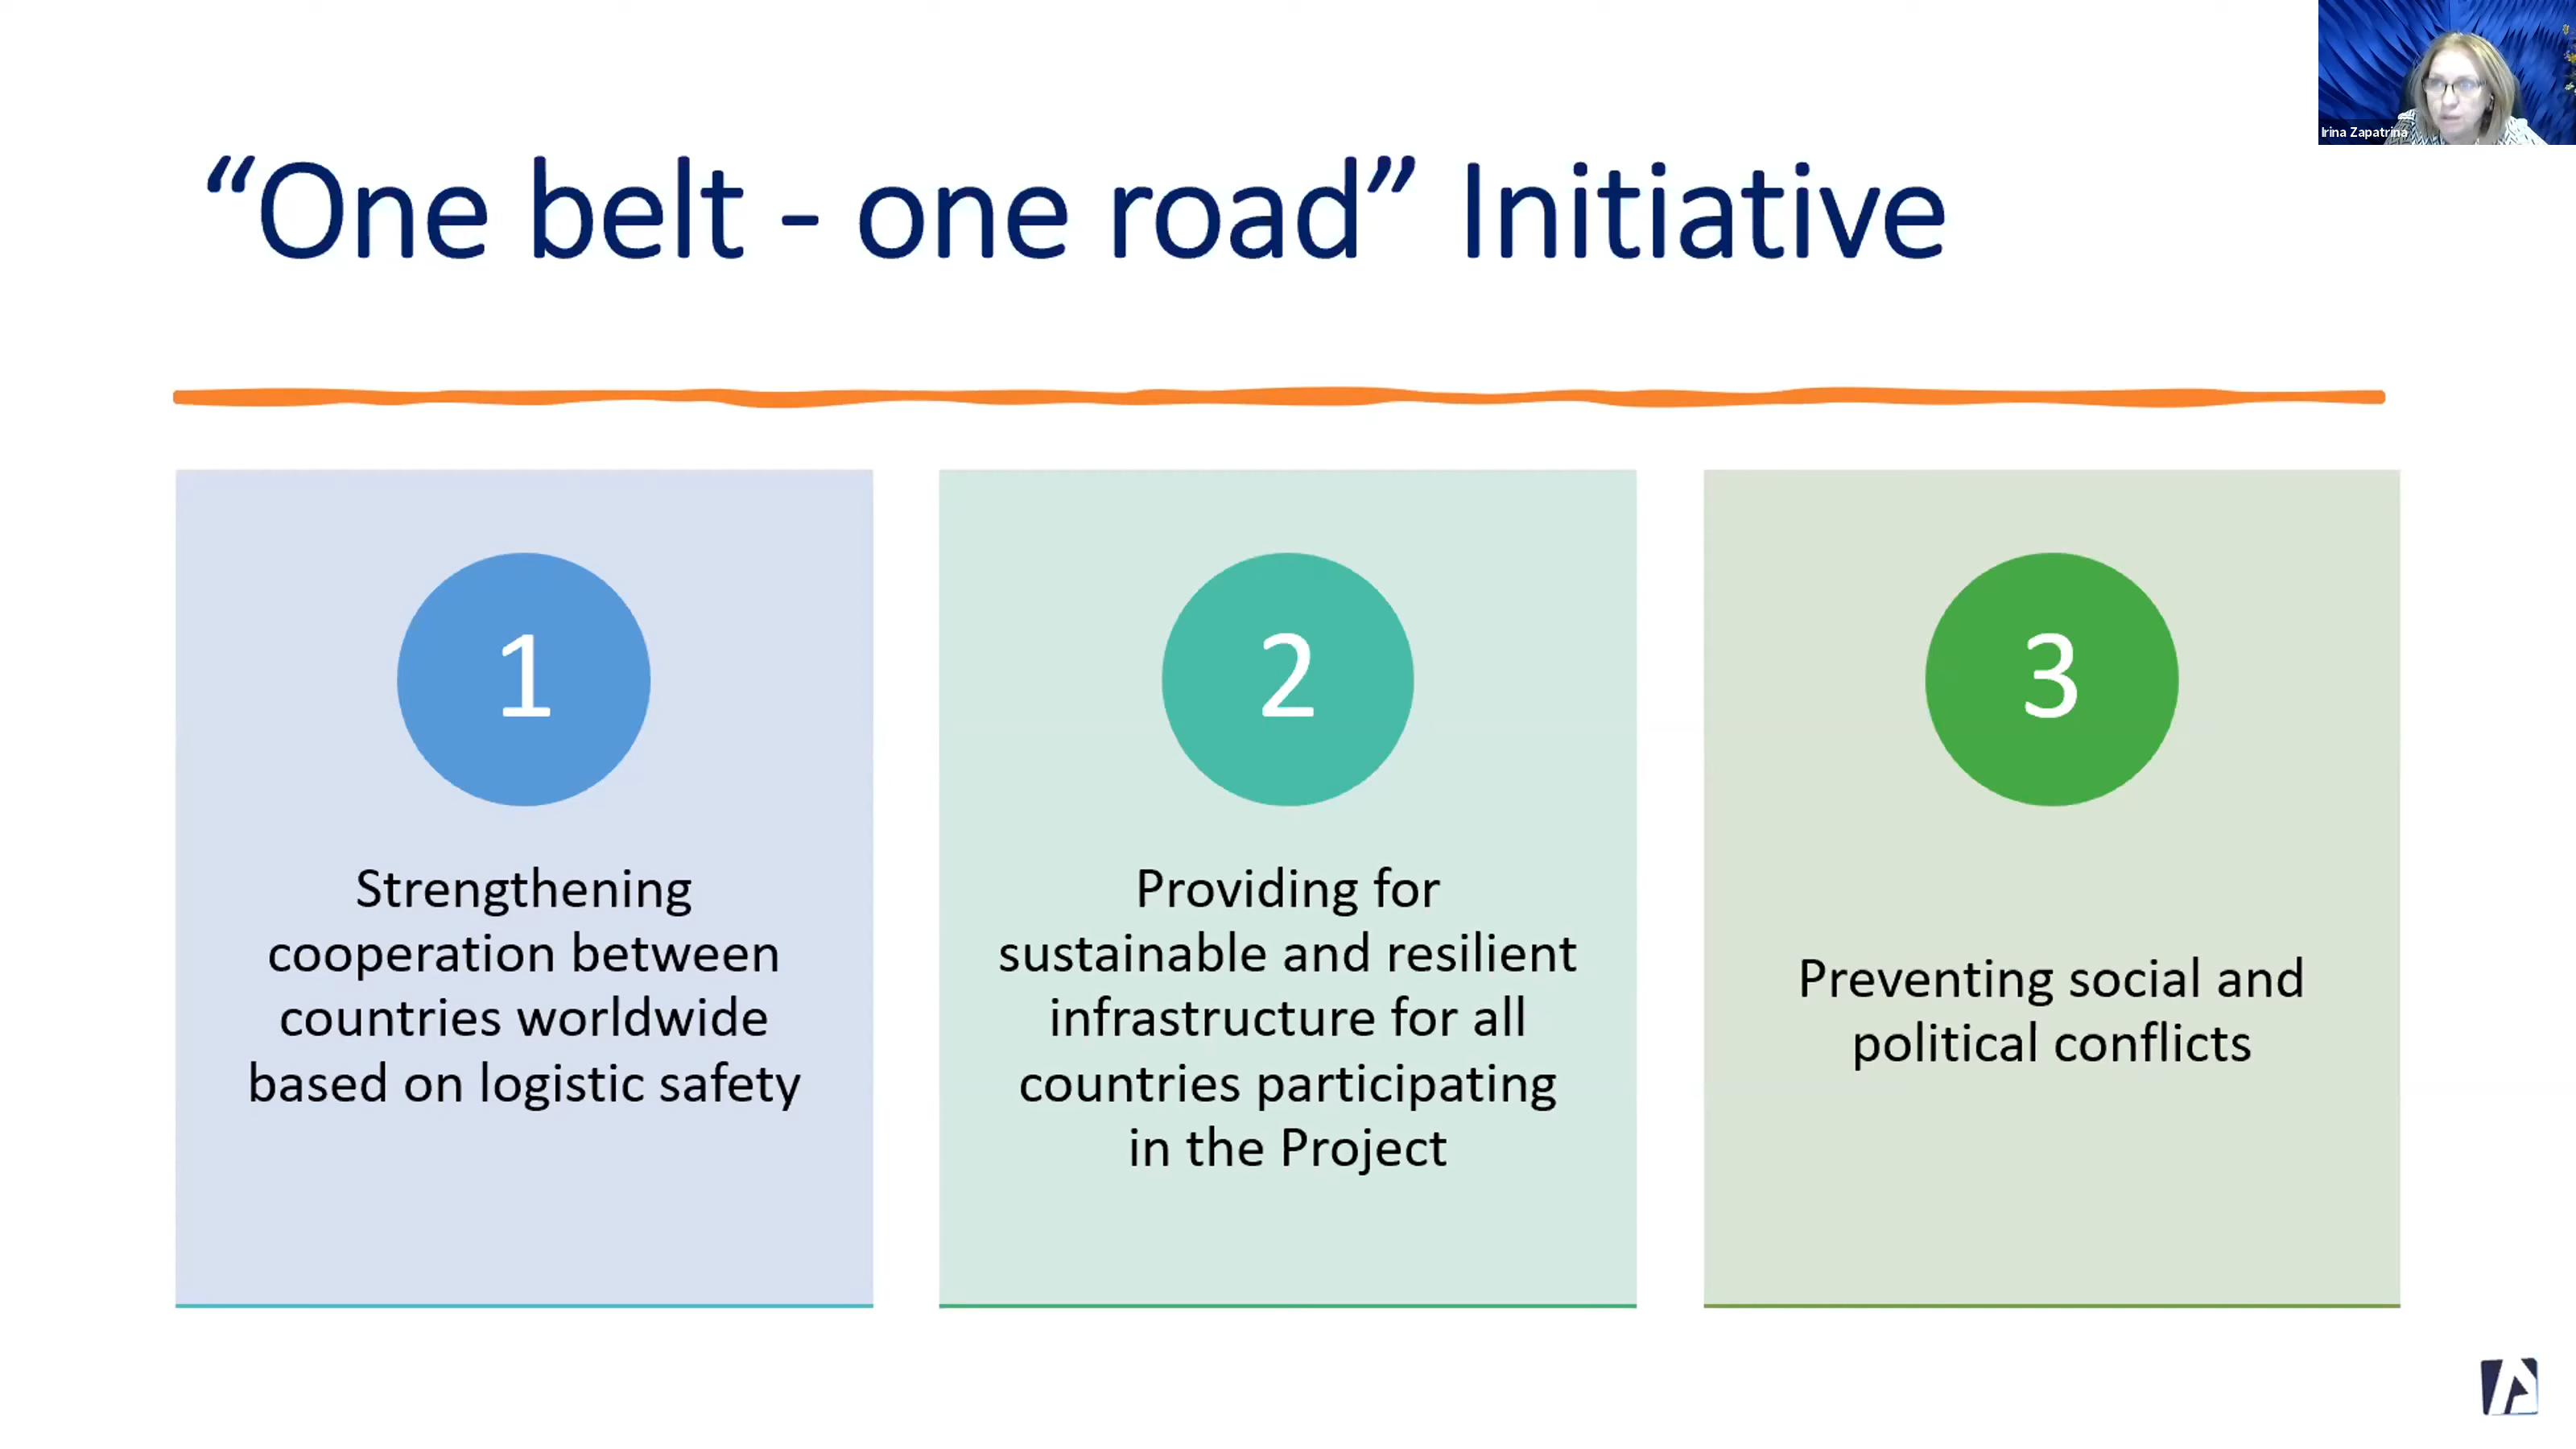 Irina Zapatrina
“One belt - one road” Initiative
1
Strengthening
cooperation between
countries worldwide
based on logistic safety
2
Providing for
sustainable and resilient
infrastructure for all
countries participating
in the Project
3
Preventing social and
political conflicts